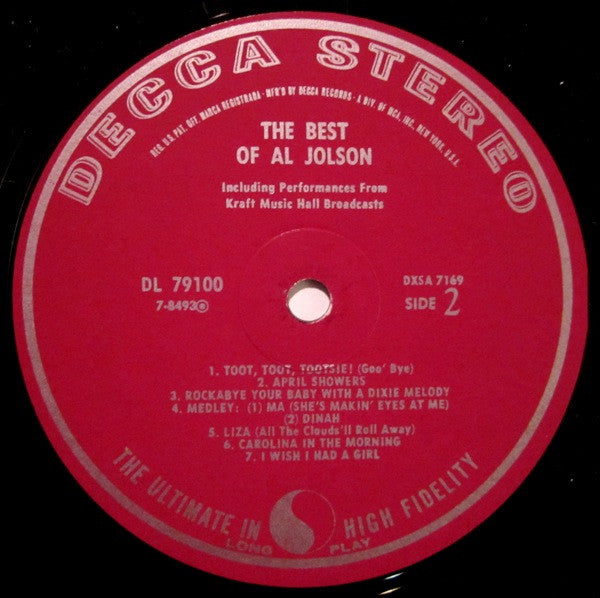 DECCA STEREO
REG. U.S. PAT. OFF. MARCA REGISTRADA · MFR'D BY DECCA RECORDS · A DIV. OF MCA, INC. NEW YORK, U.S.A.
THE BEST
OF AL JOLSON
Including Performances From
Kraft Music Hall Broadcasts
DL 79100
7-8493®
DXSA 7169
SIDE 2
1. TOOT, TOOT, TOOTSIE! (Goo' Bye)
2. APRIL SHOWERS
3. ROCKABYE YOUR BABY WITH A DIXIE MELODY
4. MEDLEY: (1) MA (SHE'S MAKIN' EYES AT ME)
(2) DINAH
5. LIZA (All The Clouds'll Roll Away)
6. CAROLINA IN THE MORNING
7. I WISH I HAD A GIRL
THE ULTIMATE IN HIGH FIDELITY
LONG PLAY